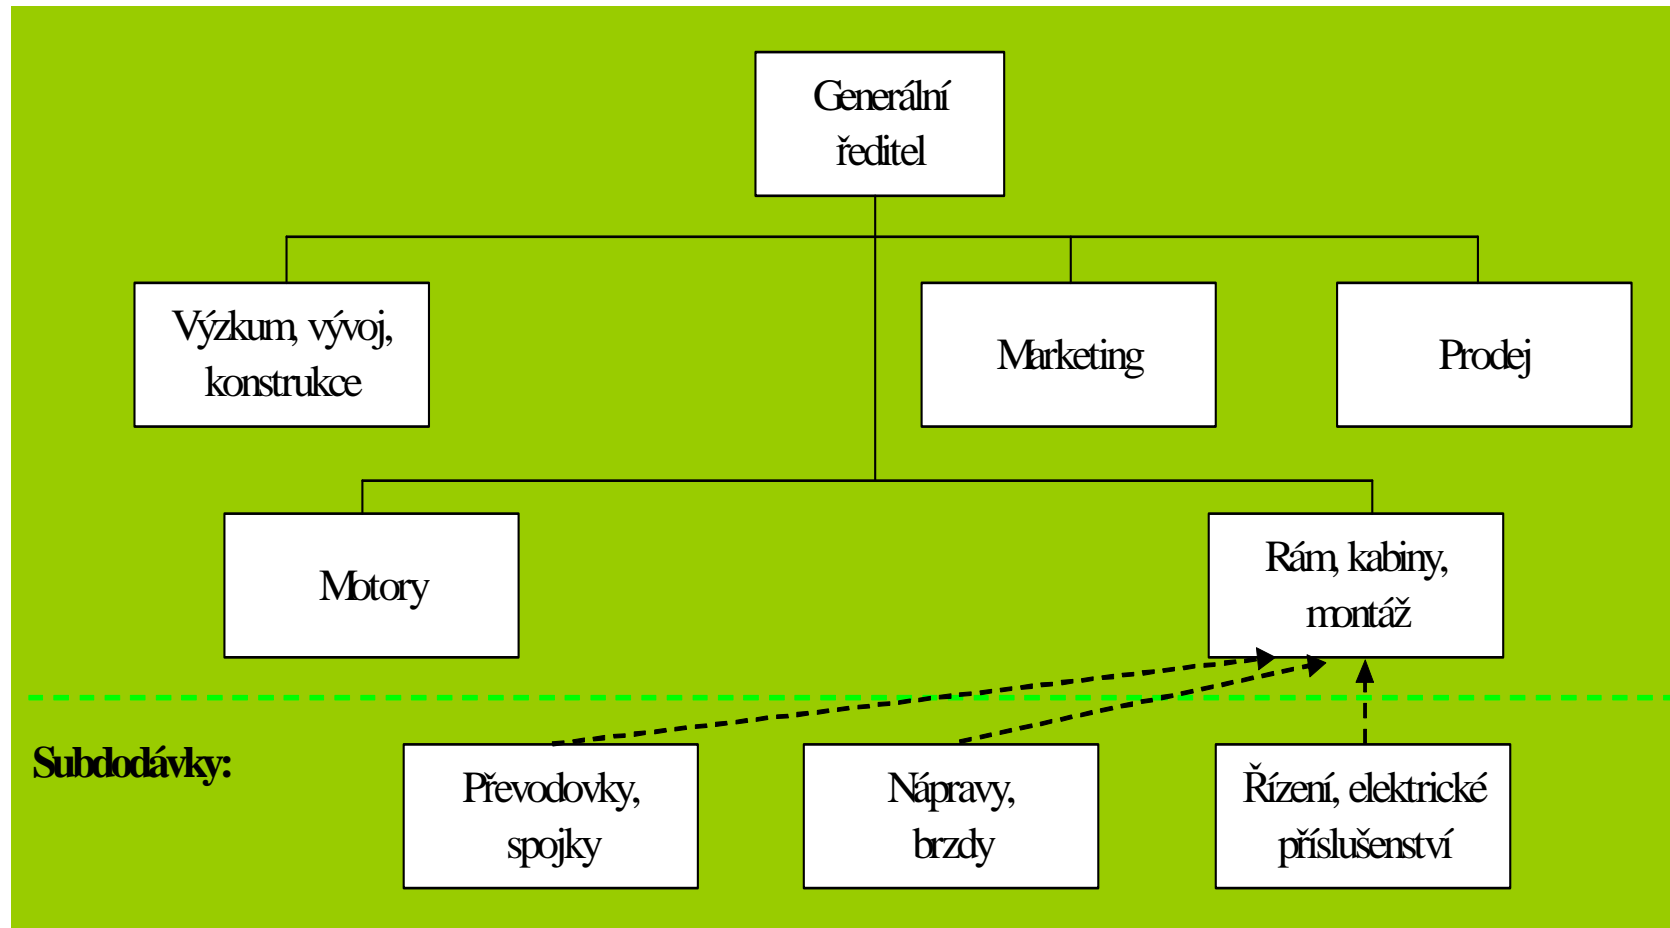 Generální
ředitel
Výzkum, vývoj,
konstrukce
Marketing
Prodej
Motory
Rám, kabiny,
montáž
Subdodávky:
Převodovky,
spojky
Nápravy,
brzdy
Řízení, elektrické
příslušenství